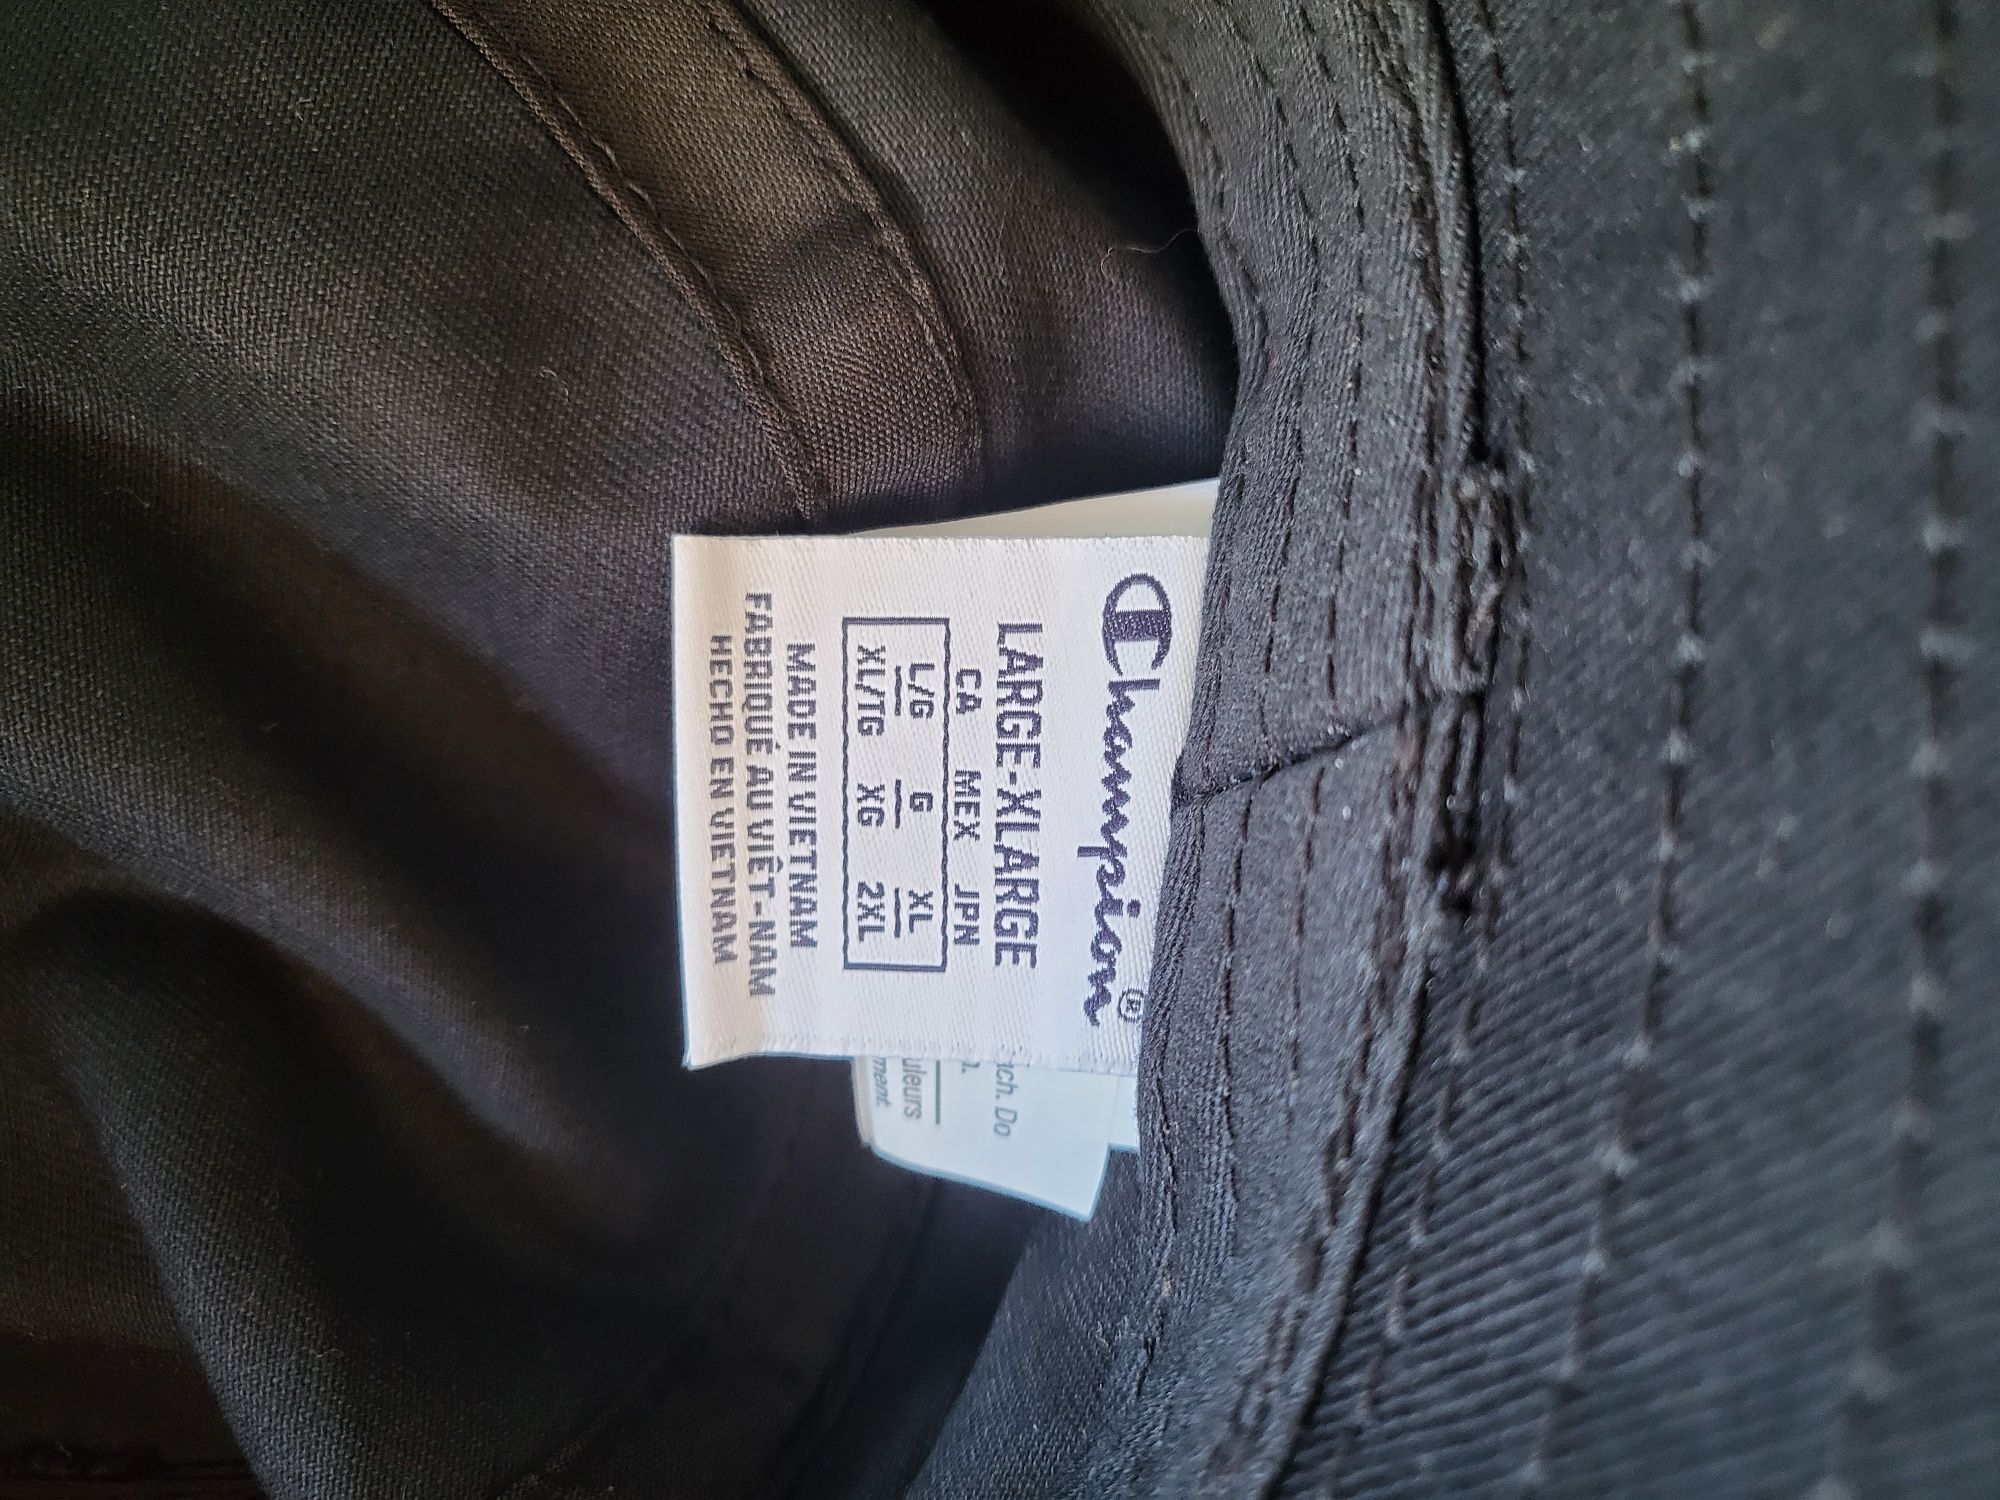 Champion®
LARGE-XLARGE
CA MEX JPN
L/G G XL
XL/TG XG 2XL
MADE IN VIETNAM
FABRIQUÉ AU VIÊT-NAM
HECHO EN VIETNAM
Do